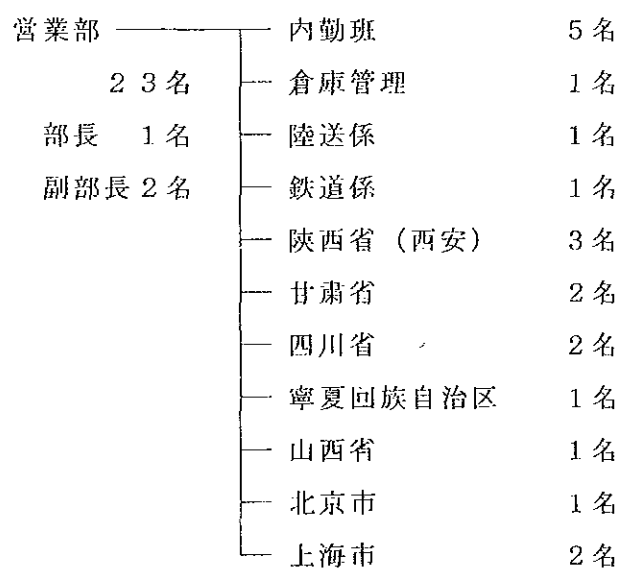 営業部 内勤班 5名
23名 倉庫管理 1名
部長 1名 陸送係 1名
副部長2名 鉄道係 1名
陝西省(西安) 3名
甘粛省 2名
四川省 2名
寧夏回族自治区 1名
山西省 1名
北京市 1名
上海市 2名